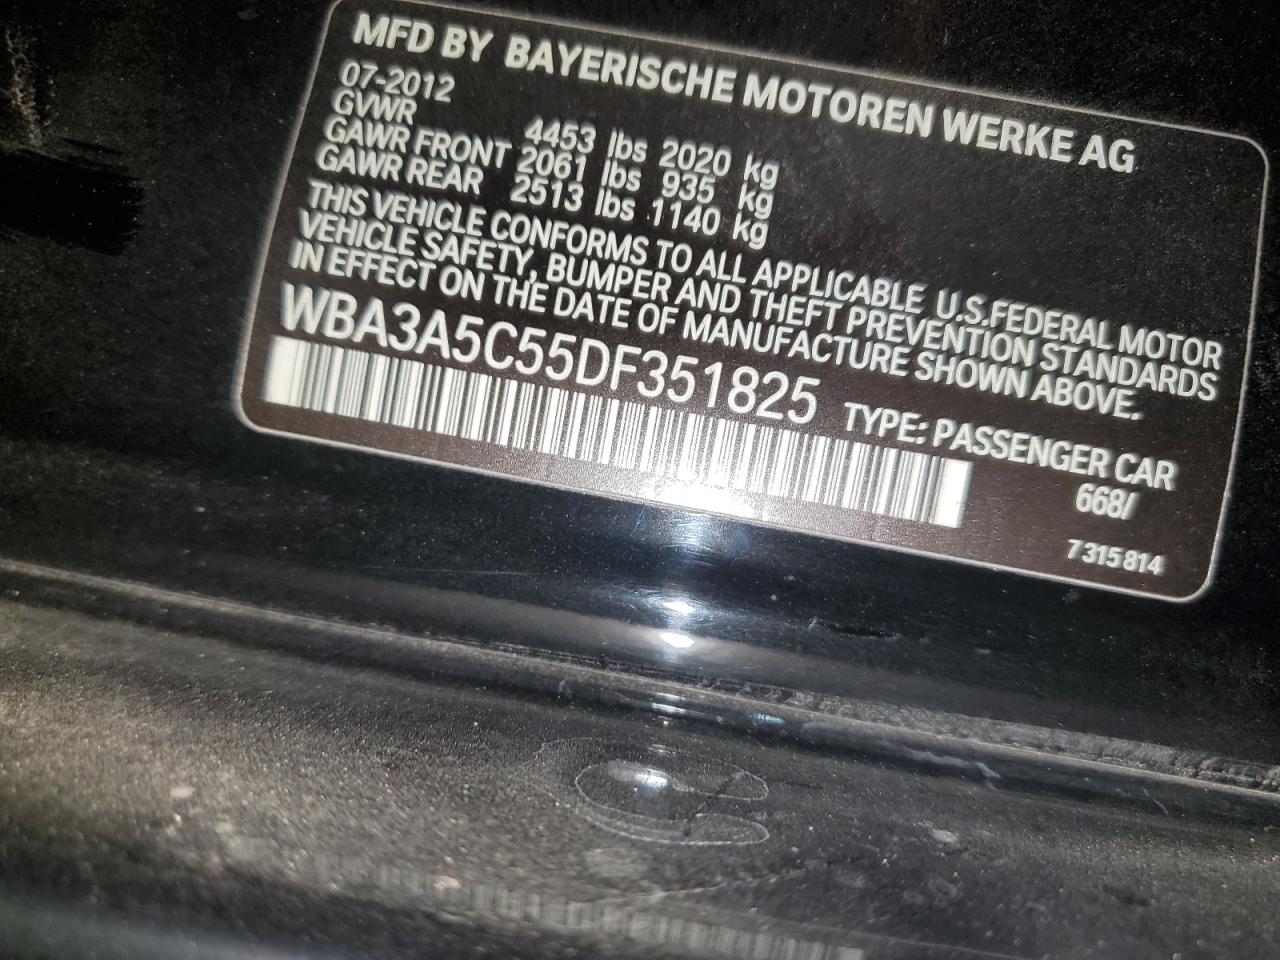 MFD BY BAYERISCHE MOTOREN WERKE AG
07-2012
GVWR 4453 lbs 2020 kg
GAWR FRONT 2061 lbs 935 kg
GAWR REAR 2513 lbs 1140 kg
THIS VEHICLE CONFORMS TO ALL APPLICABLE U.S.FEDERAL MOTOR
VEHICLE SAFETY, BUMPER AND THEFT PREVENTION STANDARDS
IN EFFECT ON THE DATE OF MANUFACTURE SHOWN ABOVE.
WBA3A5C55DF351825 TYPE: PASSENGER CAR
668/
7 315 814